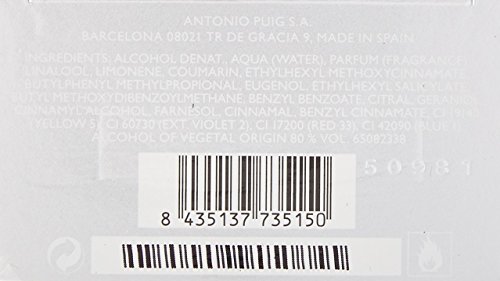 ANTONIO PUIG S.A.
BARCELONA 08021 TR DE GRACIA 9, MADE IN SPAIN
INGREDIENTS: ALCOHOL DENAT., AQUA (WATER), PARFUM (FRAGRANCE
LINALOOL, LIMONENE, COUMARIN, ETHYLHEXYL METHOXYCINNAMATE,
BUTYLPHENYL METHYLPROPIONAL, EUGENOL, ETHYLHEXYL SALICYLATE,
BUTYL METHOXYDIBENZOYLMETHANE, BENZYL BENZOATE, CITRAL, GERANIOL,
CINNAMYL ALCOHOL, FARNESOL, CINNAMAL, BENZYL CINNAMATE, CI 19140
(YELLOW 5), CI 60730 (EXT. VIOLET 2), CI 17200 (RED 33), CI 42090 (BLUE 1)
ALCOHOL OF VEGETAL ORIGIN 80 % VOL. 65082338
50981
8 435137 735150